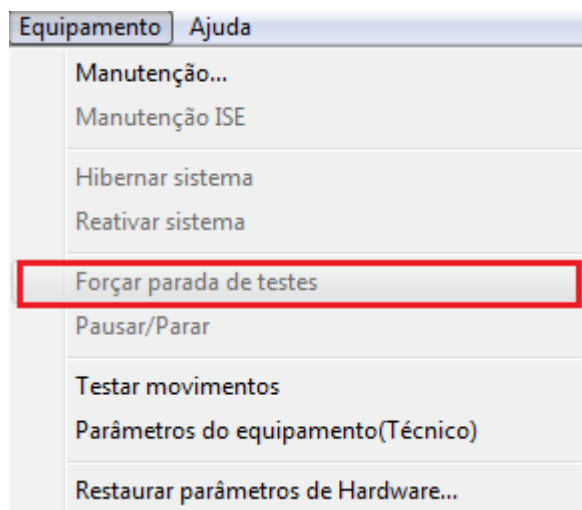 Equipamento Ajuda
Manutenção...
Manutenção ISE
Hibernar sistema
Reativar sistema
Forçar parada de testes
Pausar/Parar
Testar movimentos
Parâmetros do equipamento(Técnico)
Restaurar parâmetros de Hardware...